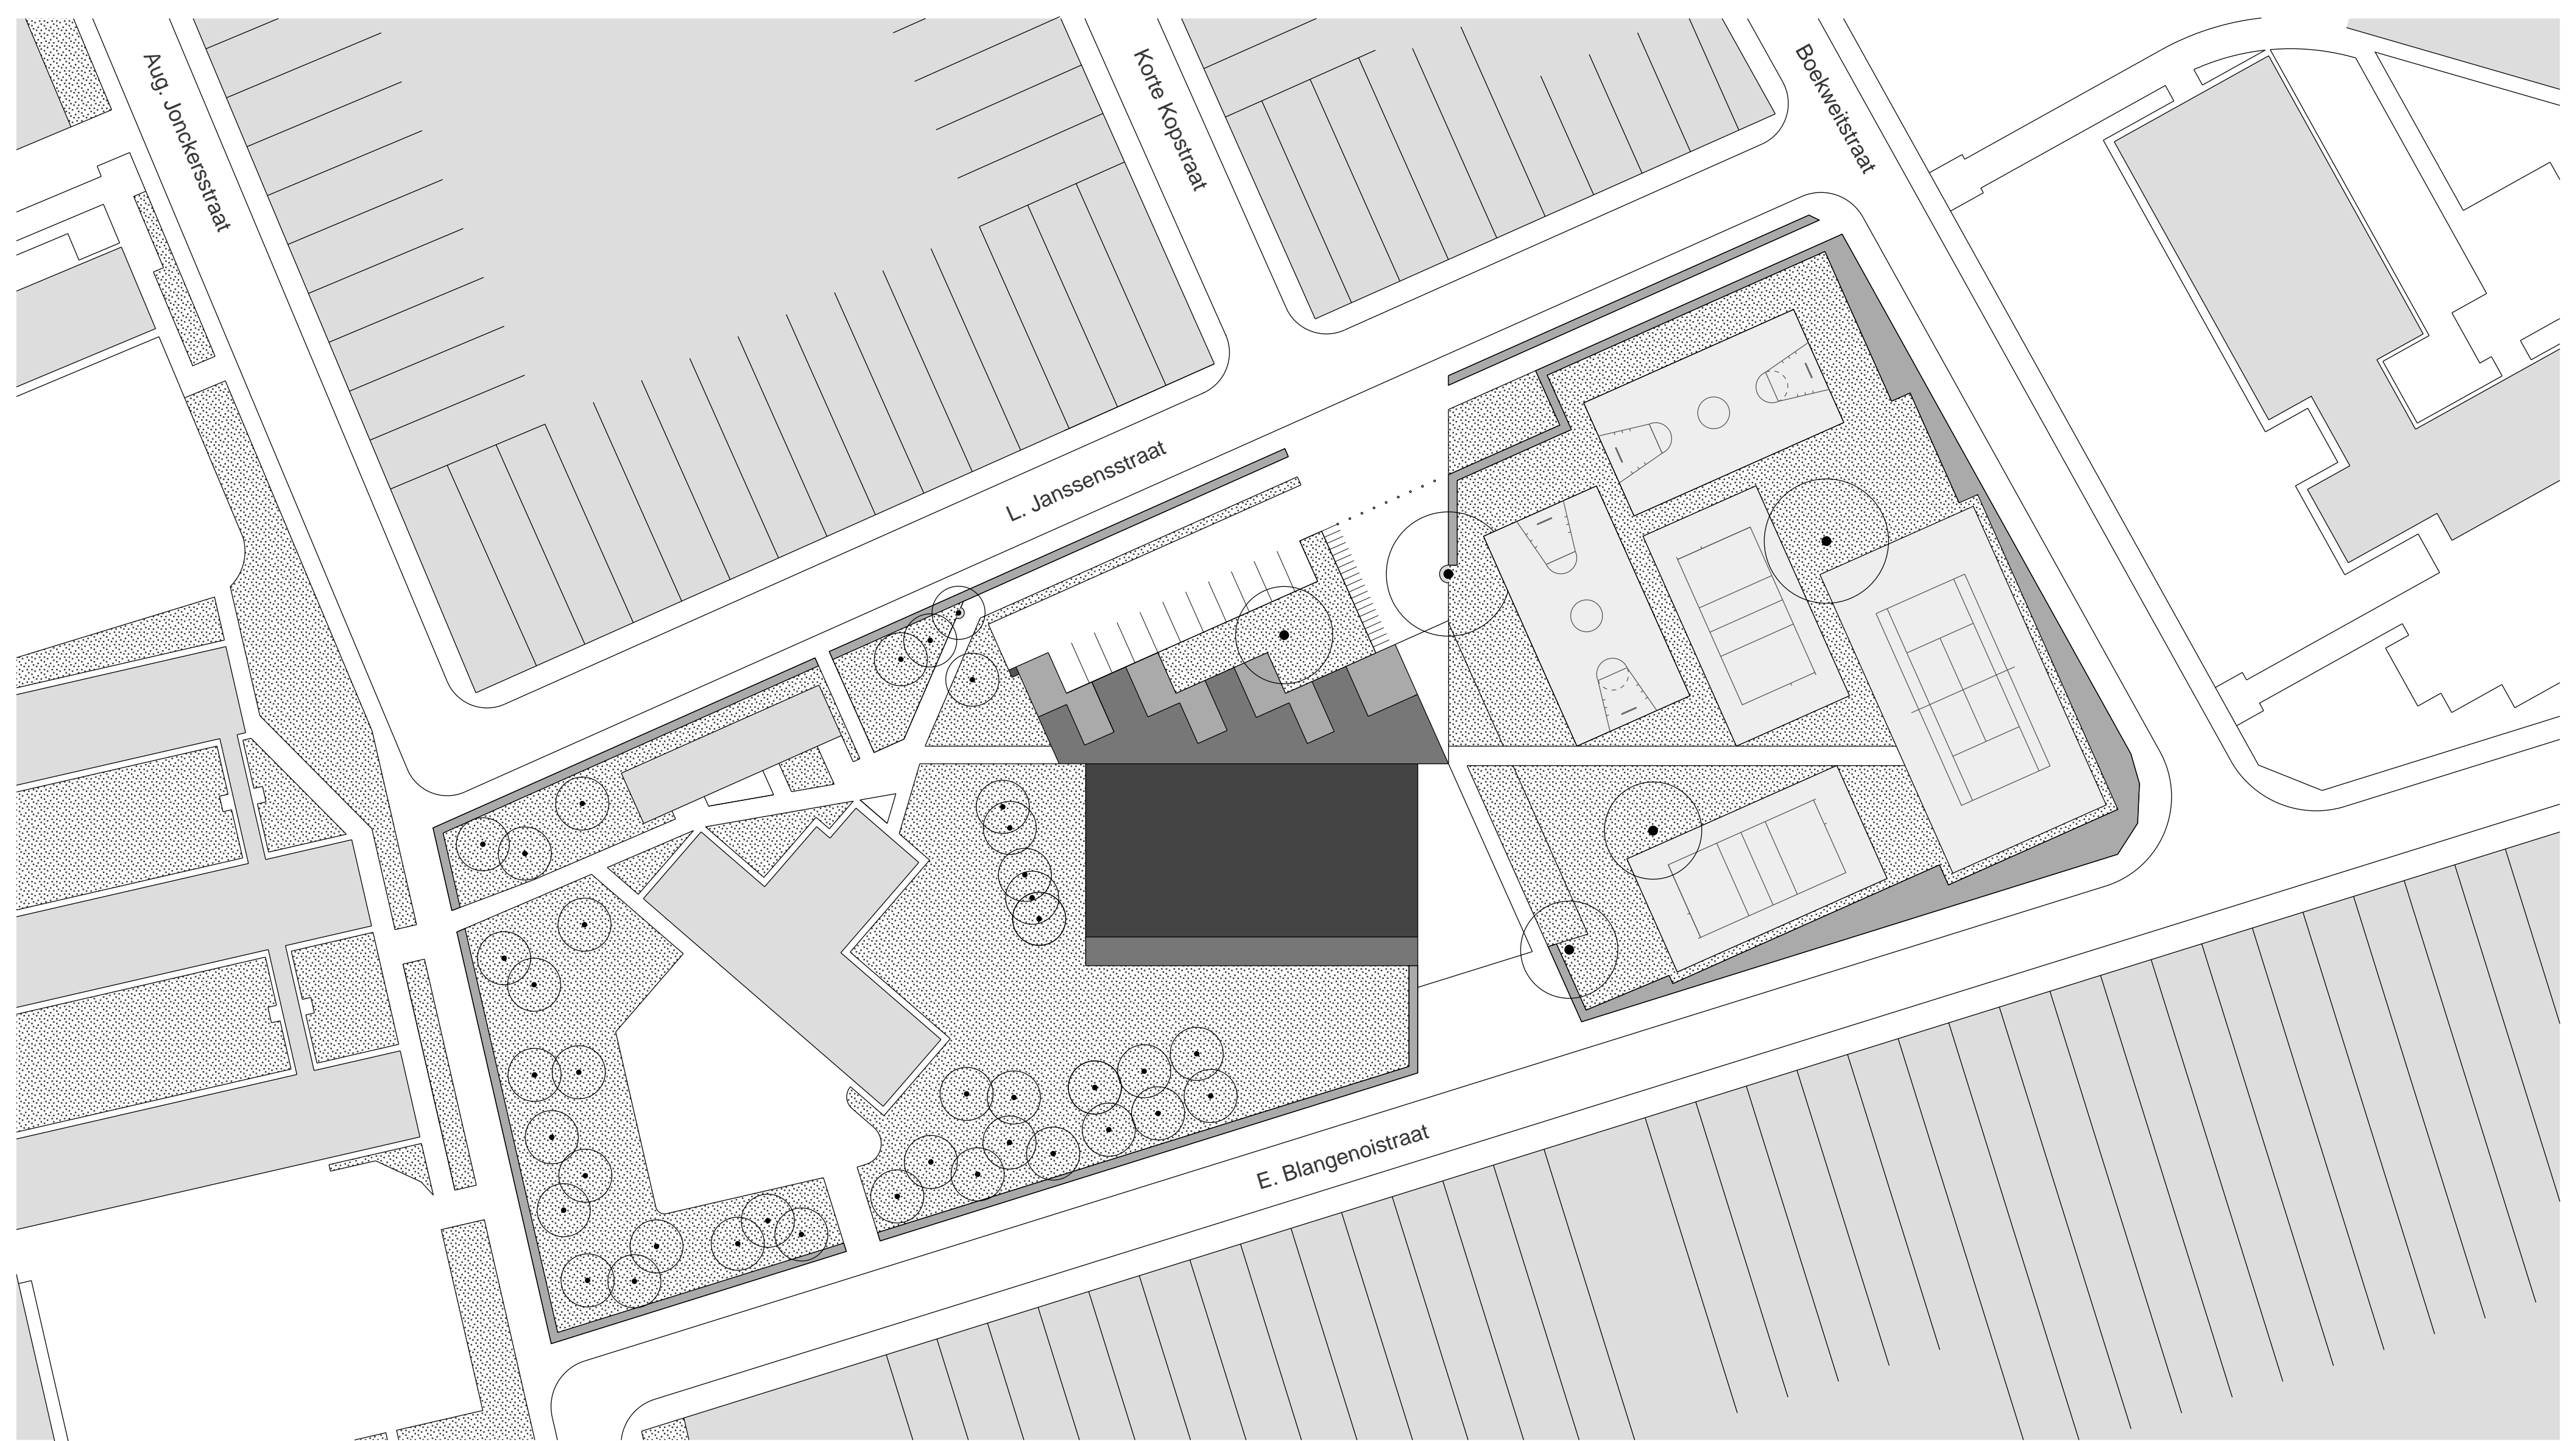 Aug. Jonckersstraat
Korte Kopstraat
Boekweitstraat
L. Janssensstraat
E. Blangenoistraat